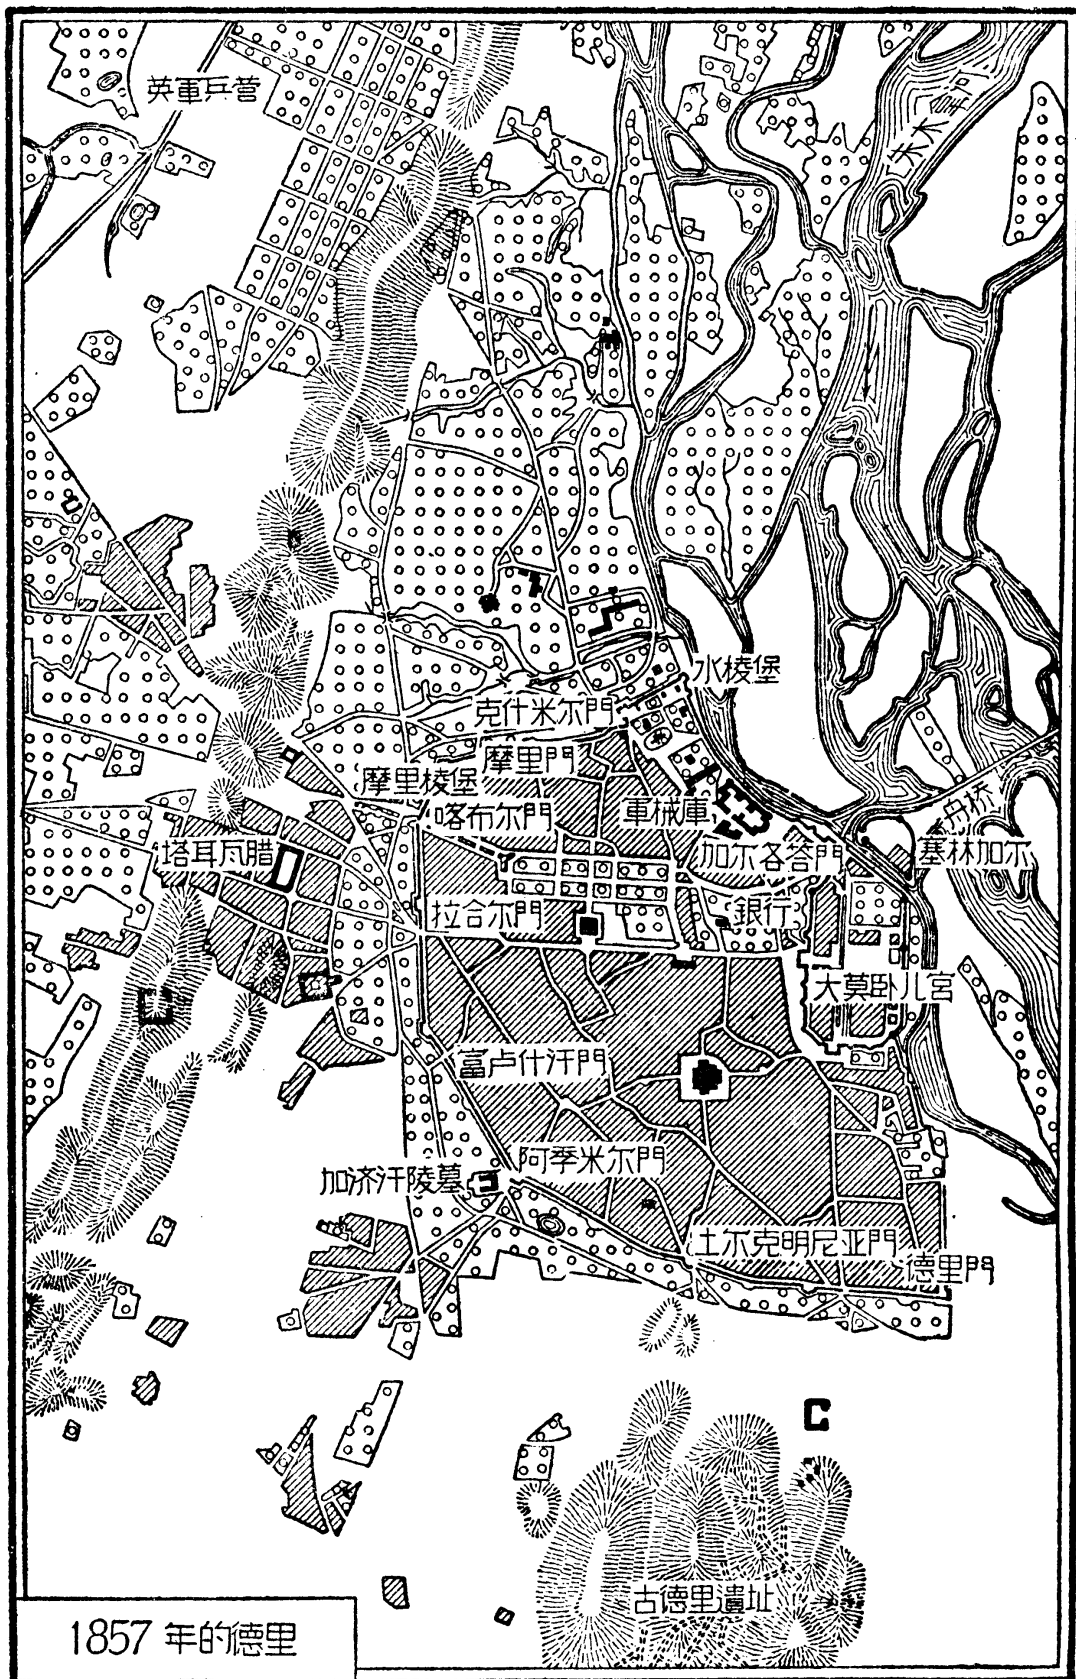 英軍兵营
朱木拿河
水棱堡
克什米尔門
摩里門
摩里棱堡
喀布尔門
軍械庫
舟桥
塔耳瓦腊
加尔各答門
塞林加尔
拉合尔門
銀行
大莫卧儿宮
富卢什汗門
阿季米尔門
加济汗陵墓
土尔克明尼亚門
德里門
古德里遺址
1857 年的德里